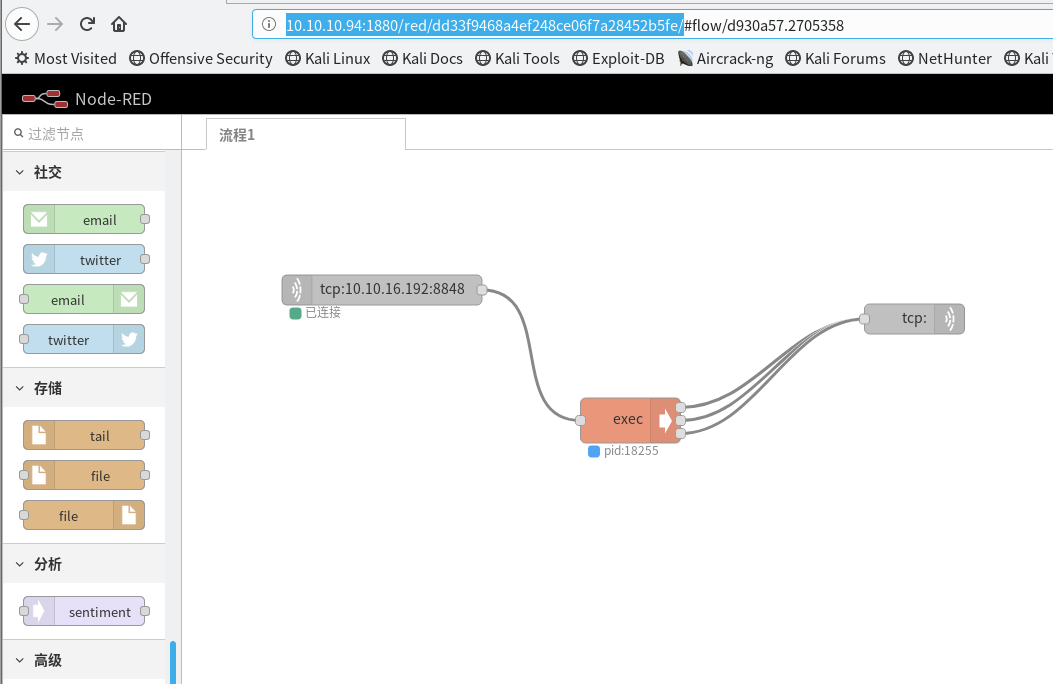 10.10.10.94:1880/red/dd33f9468a4ef248ce06f7a28452b5fe/#flow/d930a57.2705358
Most Visited Offensive Security Kali Linux Kali Docs Kali Tools Exploit-DB Aircrack-ng Kali Forums NetHunter Kali
Node-RED
过滤节点
流程1
社交
email
twitter
email
twitter
存储
tail
file
file
分析
sentiment
高级
tcp:10.10.16.192:8848
已连接
exec
pid:18255
tcp: